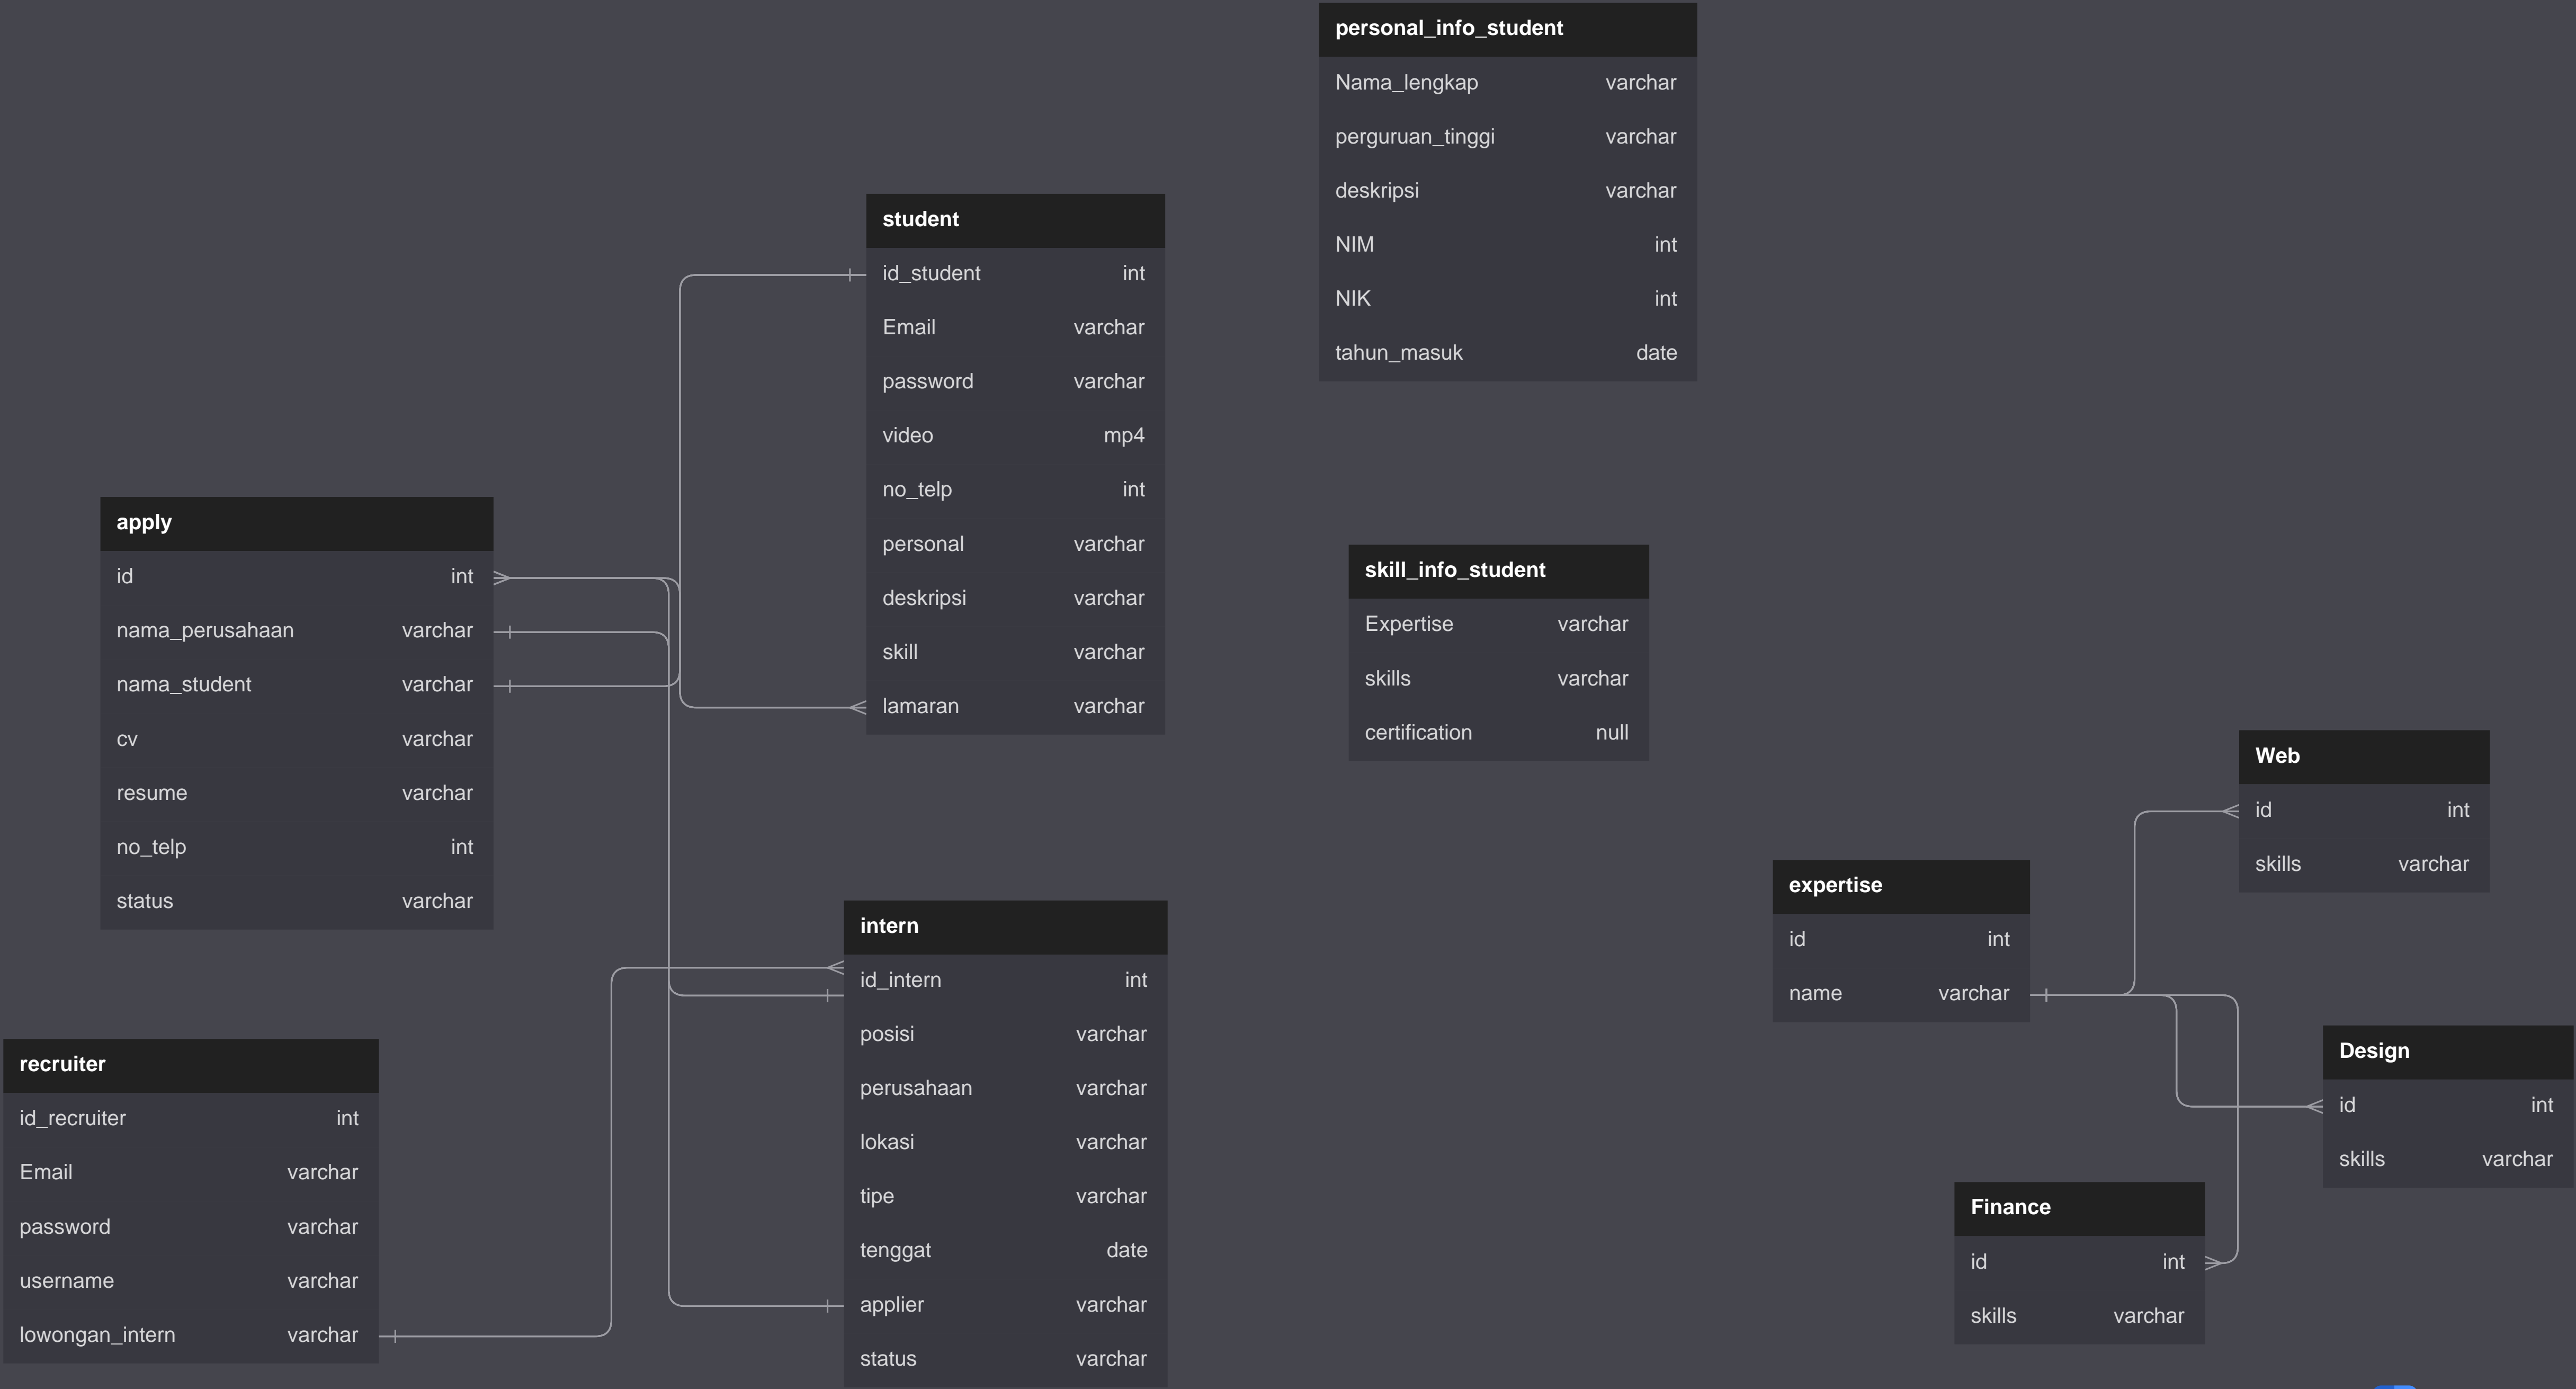 personal_info_student
Nama_lengkap varchar
perguruan_tinggi varchar
deskripsi varchar
NIM int
NIK int
tahun_masuk date
student
id_student int
Email varchar
password varchar
video mp4
no_telp int
personal varchar
deskripsi varchar
skill varchar
lamaran varchar
apply
id int
nama_perusahaan varchar
nama_student varchar
cv varchar
resume varchar
no_telp int
status varchar
skill_info_student
Expertise varchar
skills varchar
certification null
Web
id int
skills varchar
expertise
id int
name varchar
intern
id_intern int
posisi varchar
perusahaan varchar
lokasi varchar
tipe varchar
tenggat date
applier varchar
status varchar
recruiter
id_recruiter int
Email varchar
password varchar
username varchar
lowongan_intern varchar
Design
id int
skills varchar
Finance
id int
skills varchar